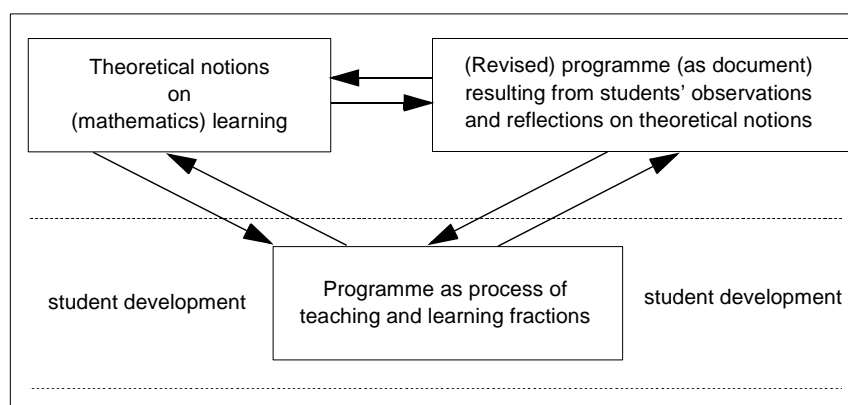 Theoretical notions
on
(mathematics) learning
(Revised) programme (as document)
resulting from students’ observations
and reflections on theoretical notions
student development
Programme as process of
teaching and learning fractions
student development